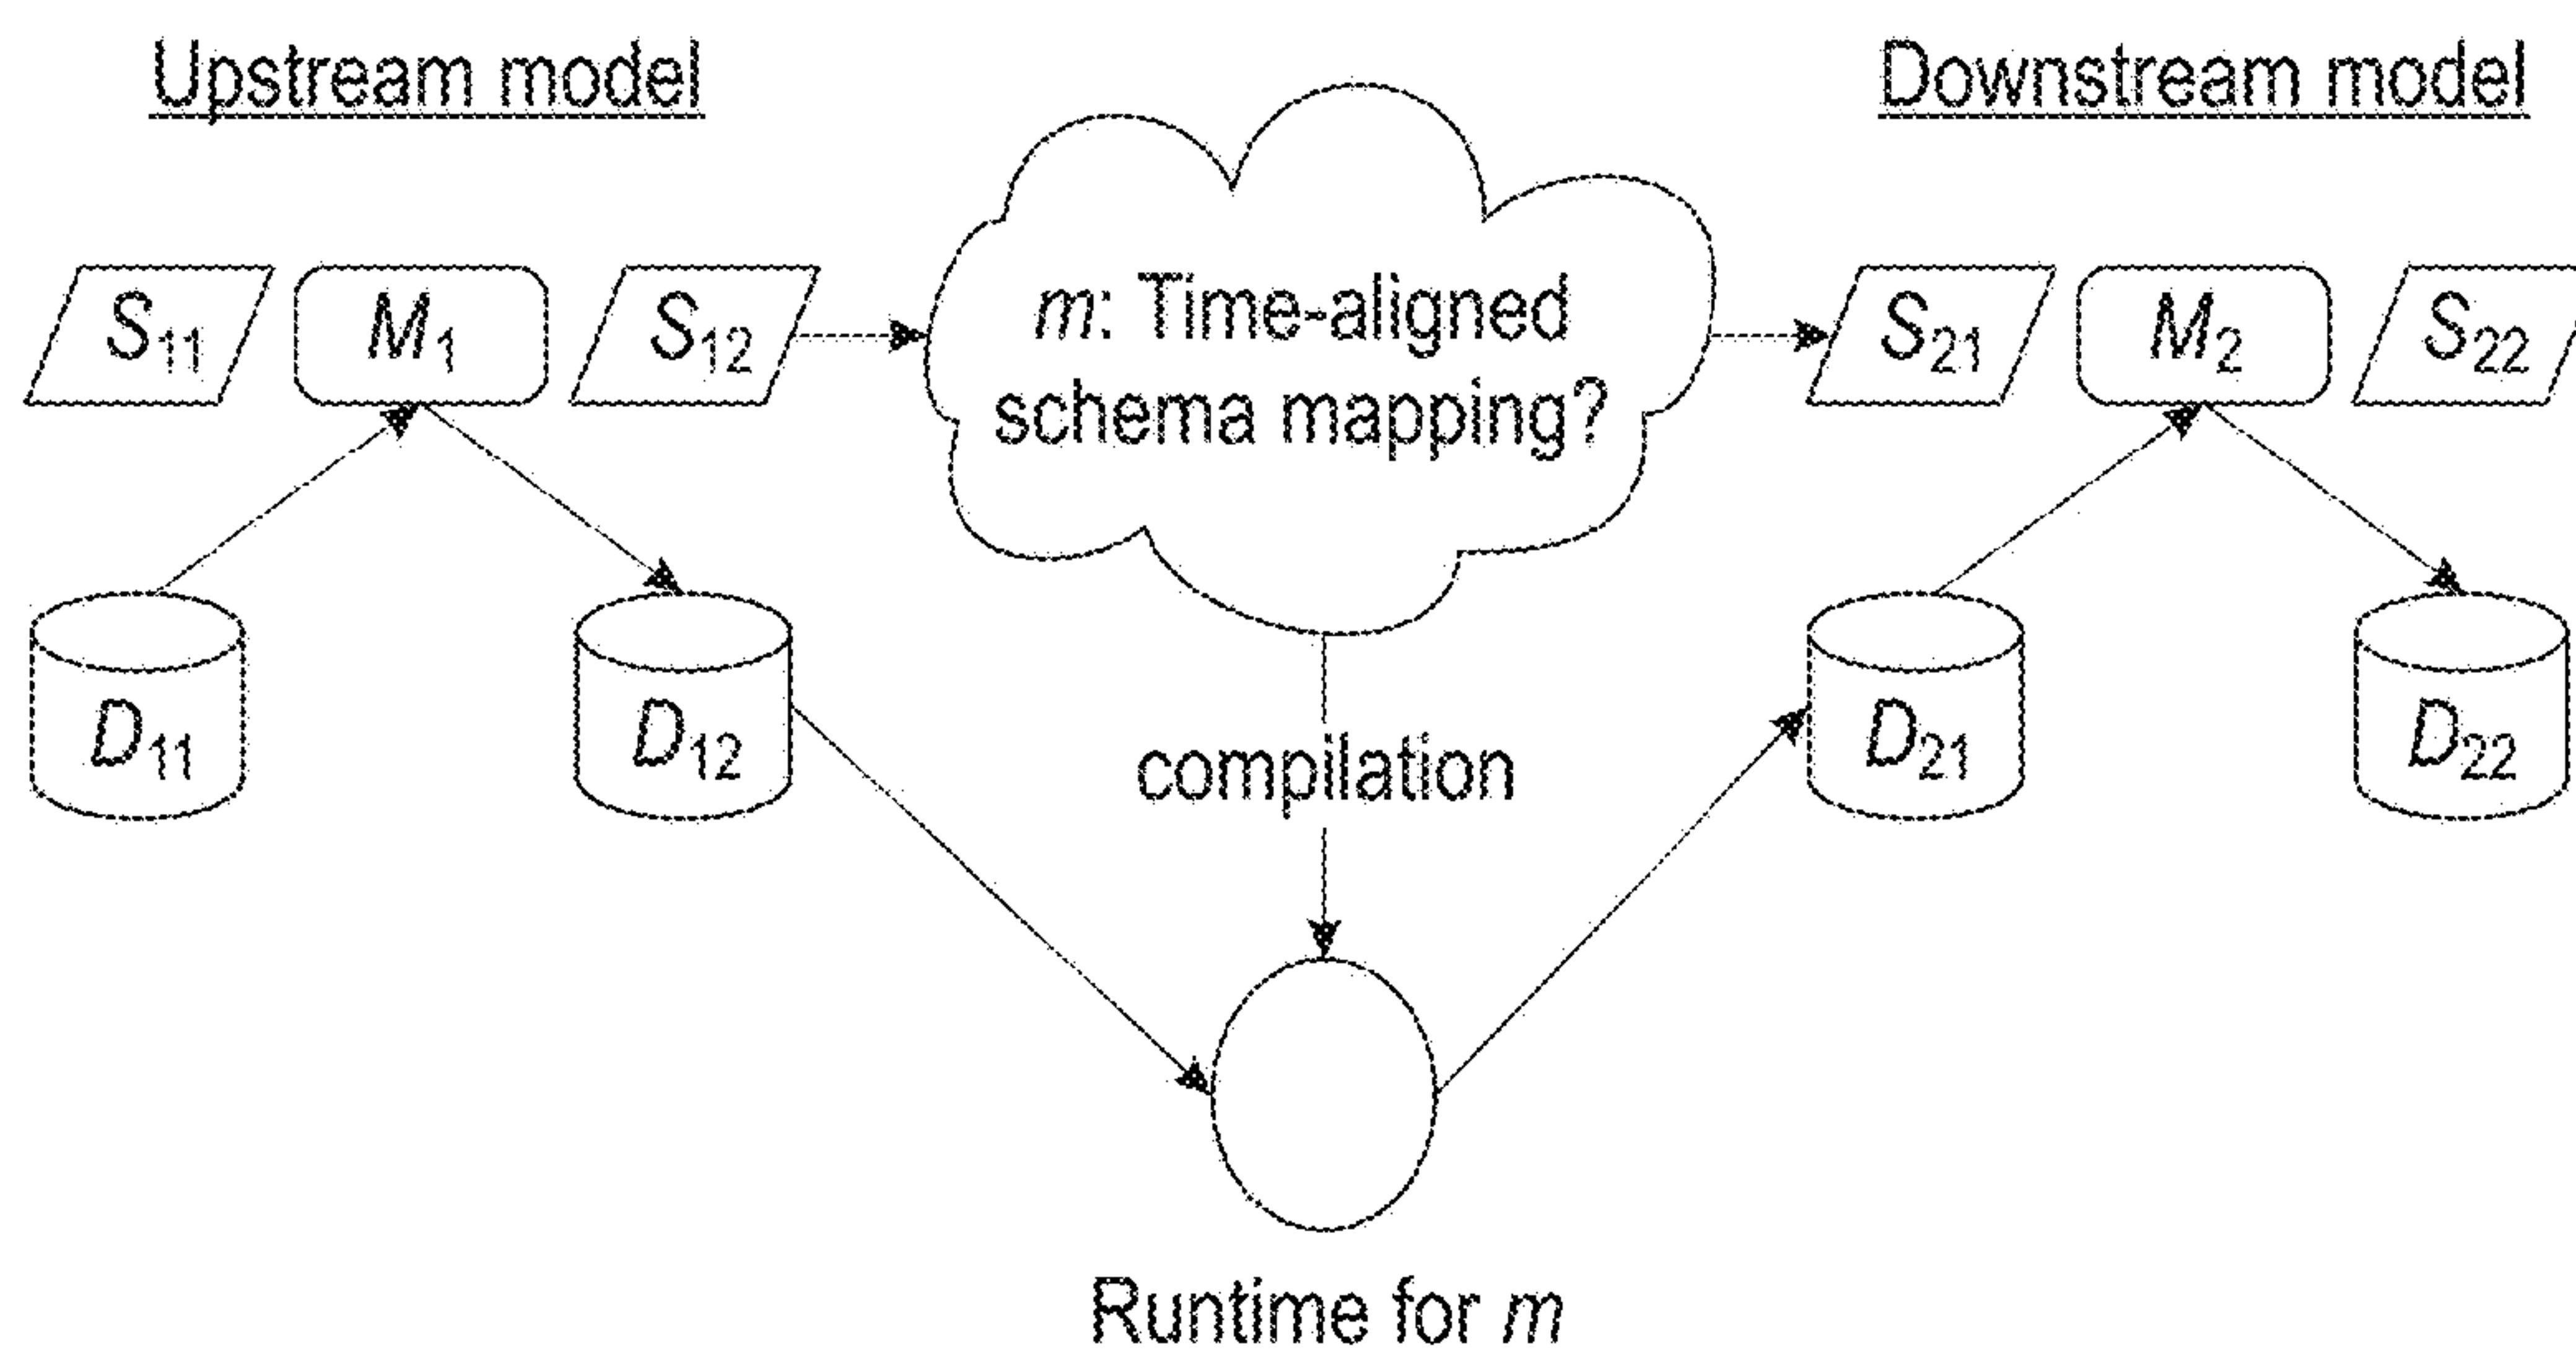 Upstream model
Downstream model
m: Time-aligned
schema mapping?
S₁₁
M₁
S₁₂
S₂₁
M₂
S₂₂
D₁₁
D₁₂
compilation
D₂₁
D₂₂
Runtime for m